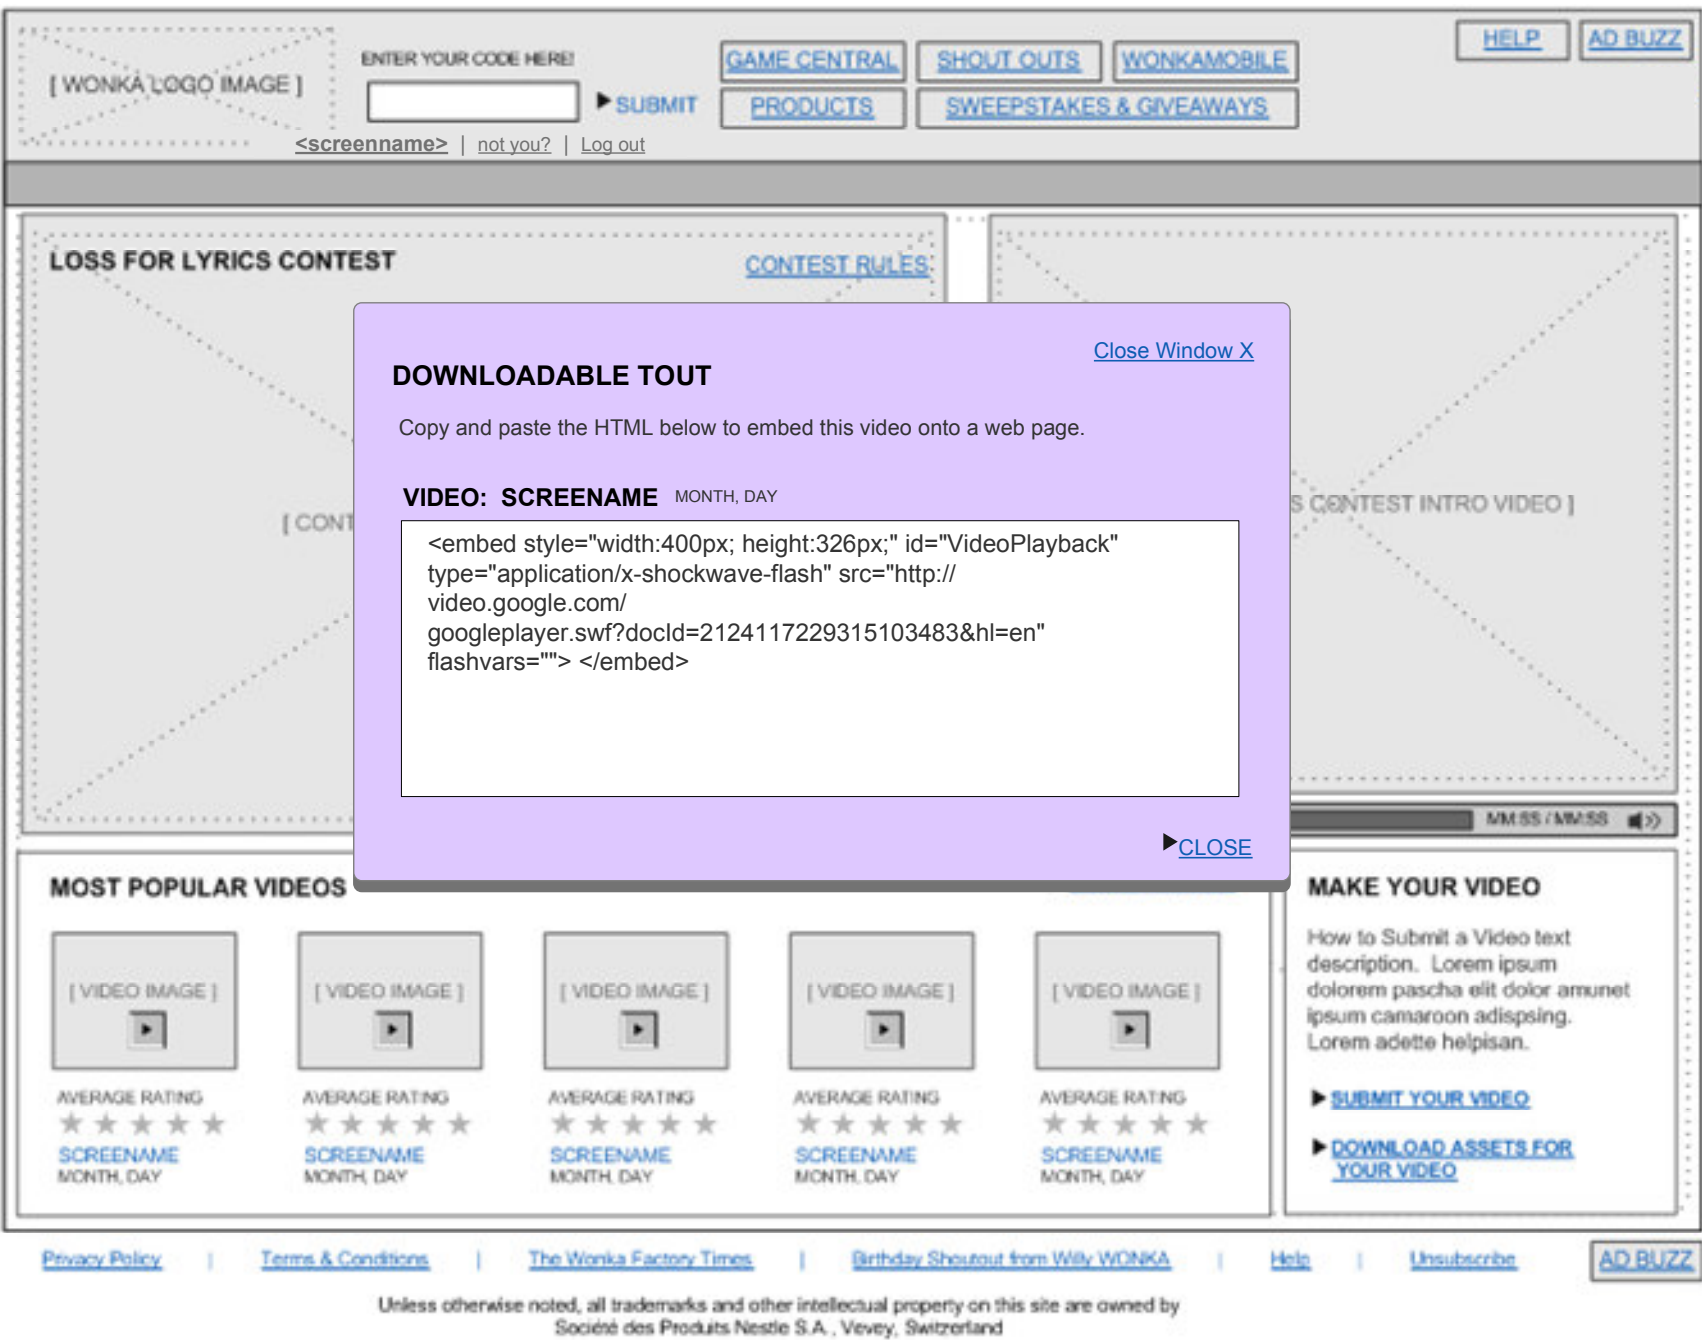 HELP
AD BUZZ
[ WONKA LOGO IMAGE ]
ENTER YOUR CODE HERE!
SUBMIT
GAME CENTRAL
SHOUT OUTS
WONKAMOBILE
PRODUCTS
SWEEPSTAKES & GIVEAWAYS
<screenname> | not you? | Log out
LOSS FOR LYRICS CONTEST
CONTEST RULES
Close Window X
DOWNLOADABLE TOUT
Copy and paste the HTML below to embed this video onto a web page.
VIDEO: SCREENAME MONTH, DAY
[ CONT
S CONTEST INTRO VIDEO ]
<embed style="width:400px; height:326px;" id="VideoPlayback"
type="application/x-shockwave-flash" src="http://
video.google.com/
googleplayer.swf?docId=2124117229315103483&hl=en"
flashvars=""> </embed>
MM:SS / MM:SS
CLOSE
MOST POPULAR VIDEOS
[ VIDEO IMAGE ] [ VIDEO IMAGE ] [ VIDEO IMAGE ] [ VIDEO IMAGE ] [ VIDEO IMAGE ]
AVERAGE RATING AVERAGE RATING AVERAGE RATING AVERAGE RATING AVERAGE RATING
SCREENAME SCREENAME SCREENAME SCREENAME SCREENAME
MONTH, DAY MONTH, DAY MONTH, DAY MONTH, DAY MONTH, DAY
MAKE YOUR VIDEO
How to Submit a Video text
description. Lorem ipsum
dolorem pascha elit dolor amunet
ipsum camaroon adispsing.
Lorem adette helpisan.
SUBMIT YOUR VIDEO
DOWNLOAD ASSETS FOR
YOUR VIDEO
Privacy Policy | Terms & Conditions | The Wonka Factory Times | Birthday Shoutout from Willy WONKA | Help | Unsubscribe
AD BUZZ
Unless otherwise noted, all trademarks and other intellectual property on this site are owned by
Société des Produits Nestle S.A., Vevey, Switzerland